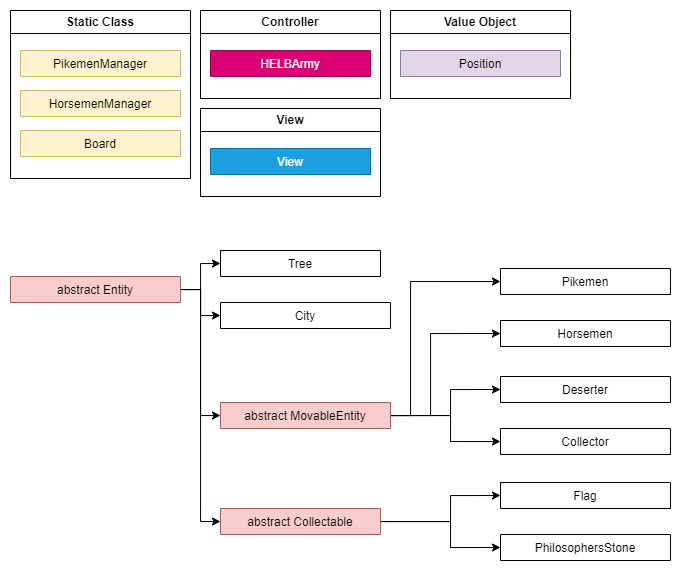 Static Class
PikemenManager
HorsemenManager
Board
Controller
HELBArmy
Value Object
Position
View
View
abstract Entity
Tree
City
abstract MovableEntity
Pikemen
Horsemen
Deserter
Collector
abstract Collectable
Flag
PhilosophersStone